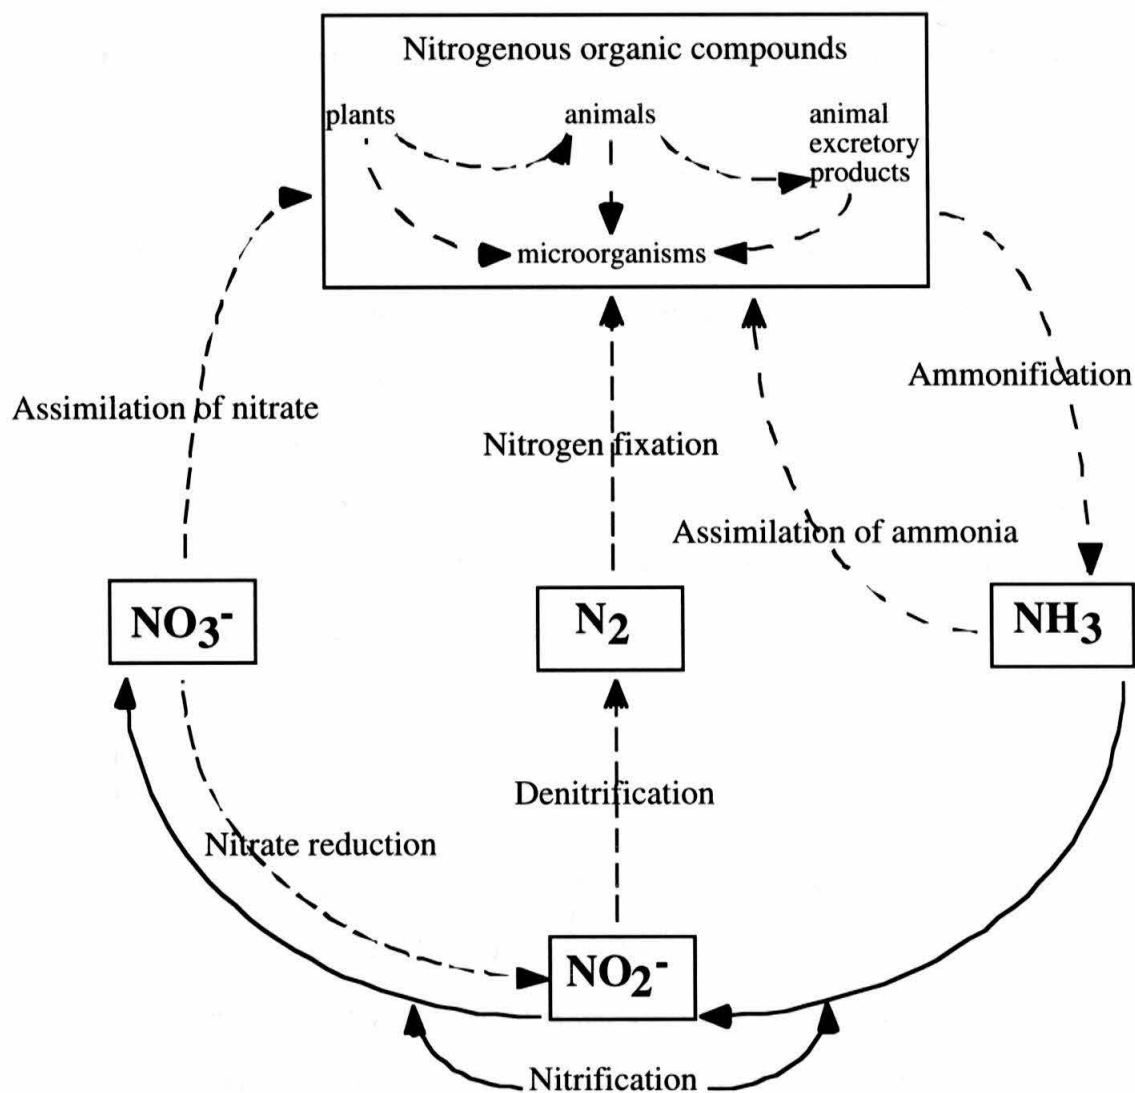 Nitrogenous organic compounds
plants
animals
animal
excretory
products
microorganisms
Ammonification
Assimilation of nitrate
Nitrogen fixation
Assimilation of ammonia
NO3-
N2
NH3
Denitrification
Nitrate reduction
NO2-
Nitrification